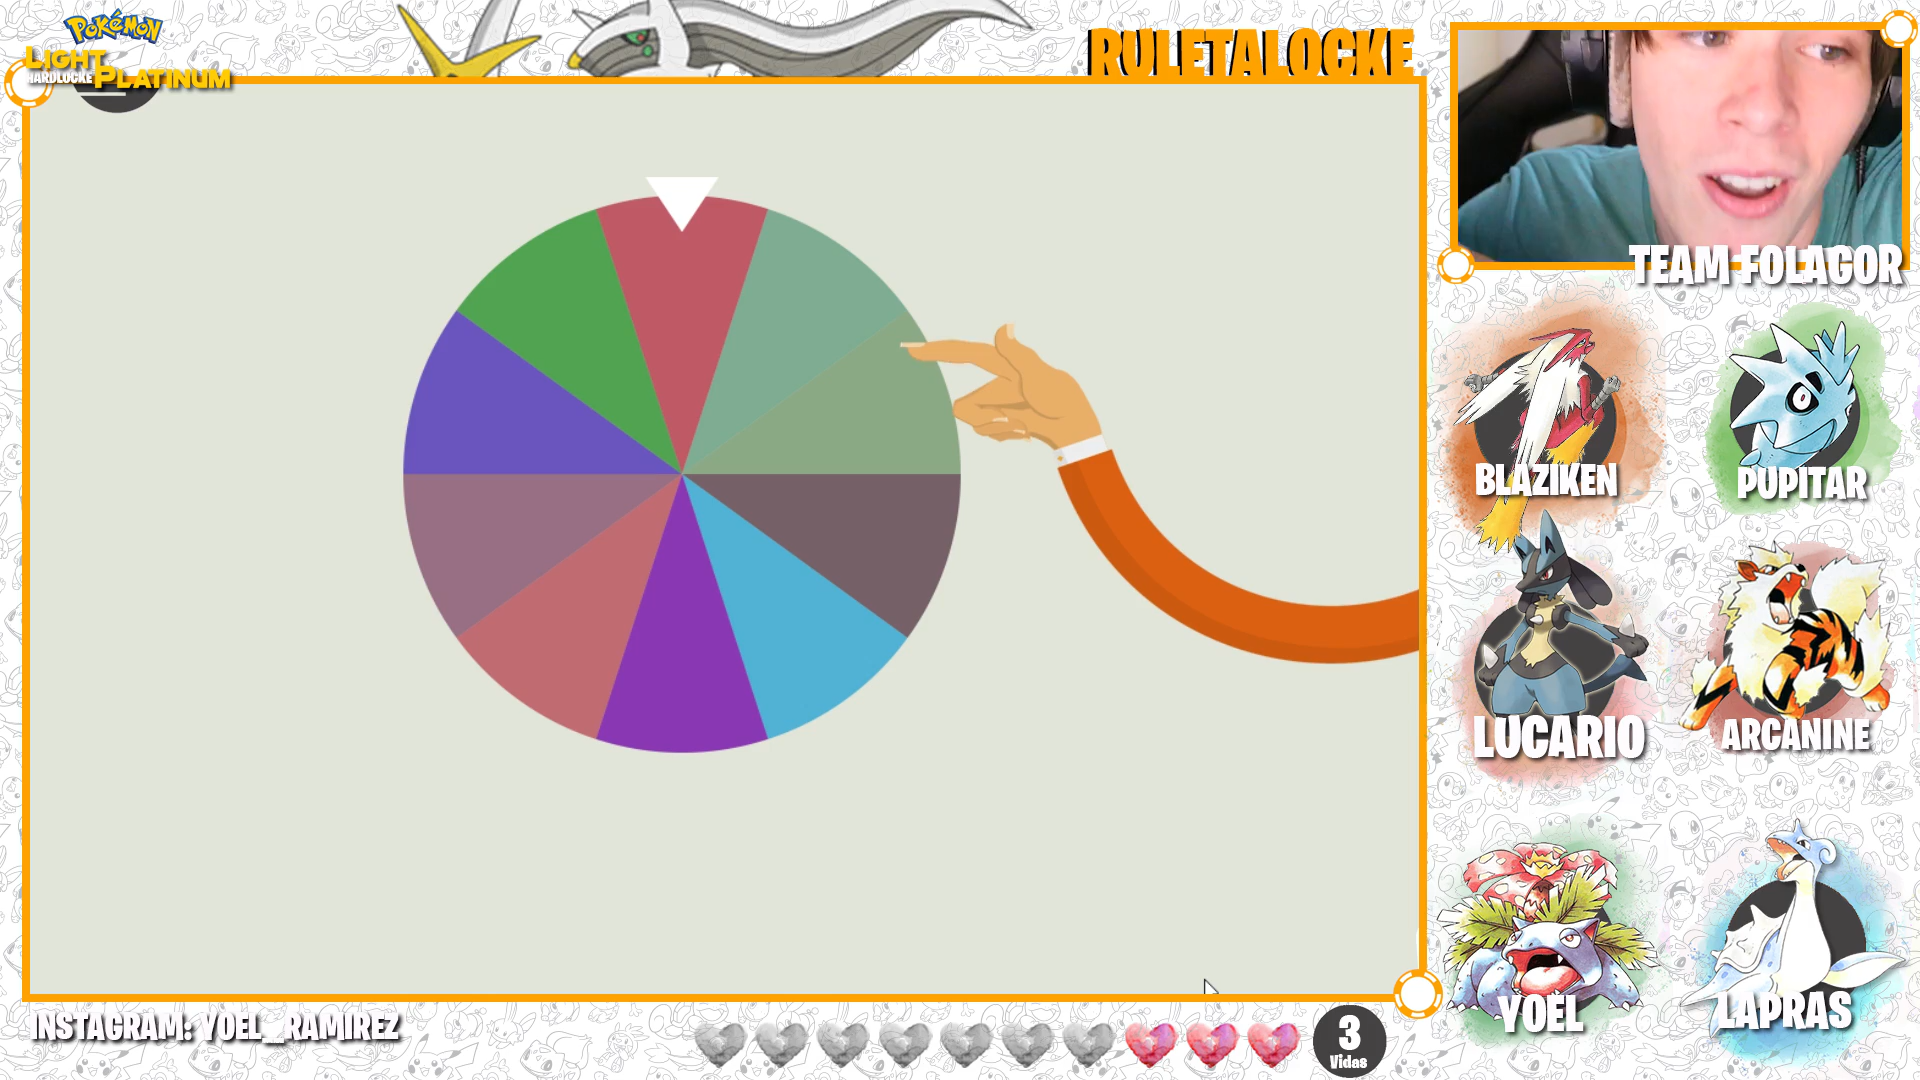 POKÉMON
LIGHT
HARDLOCKE PLATINUM
RULETALOCKE
TEAM FOLAGOR
BLAZIKEN
PUPITAR
LUCARIO
ARCANINE
YOEL
LAPRAS
INSTAGRAM: YOEL_RAMIREZ
3
Vidas